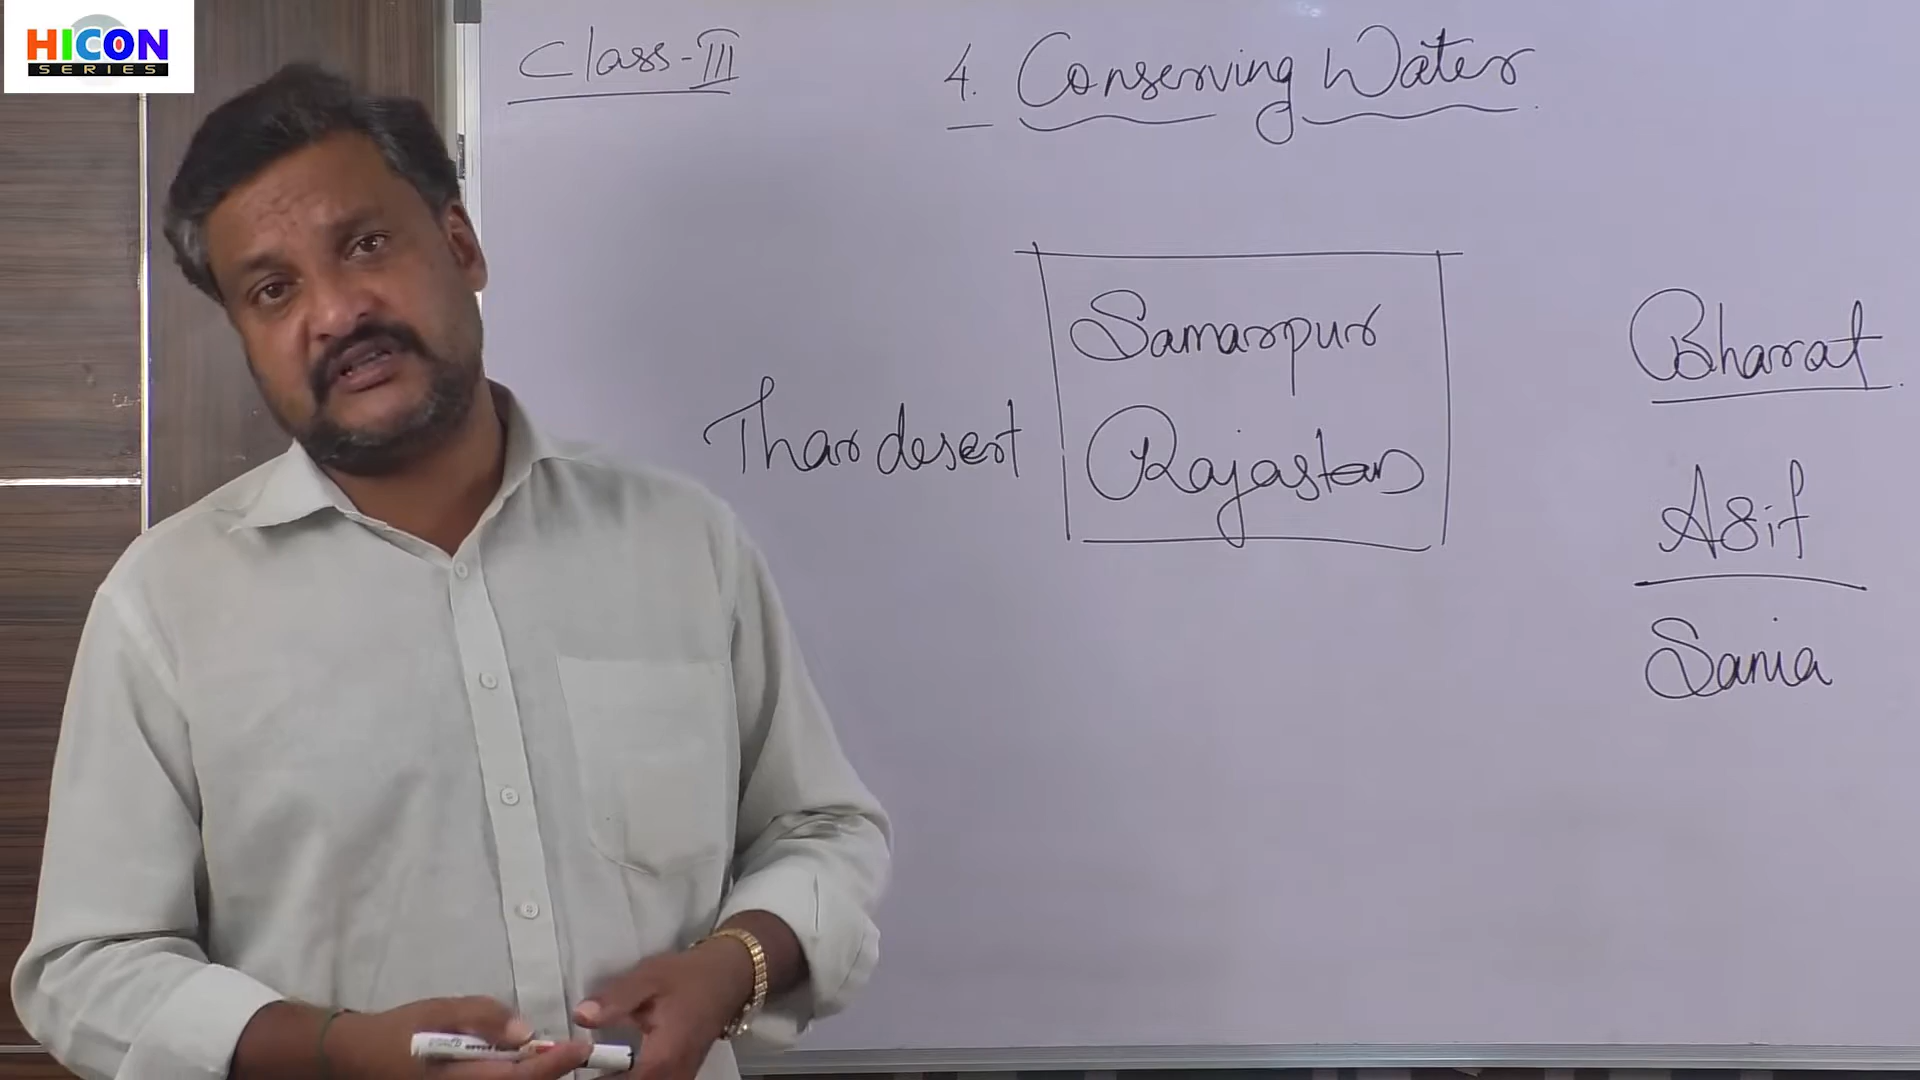 HICON
SERIES
Class-III
4. Conserving Water
Samarpur
Thar desert
Rajastan
Bharat
Asif
Sania